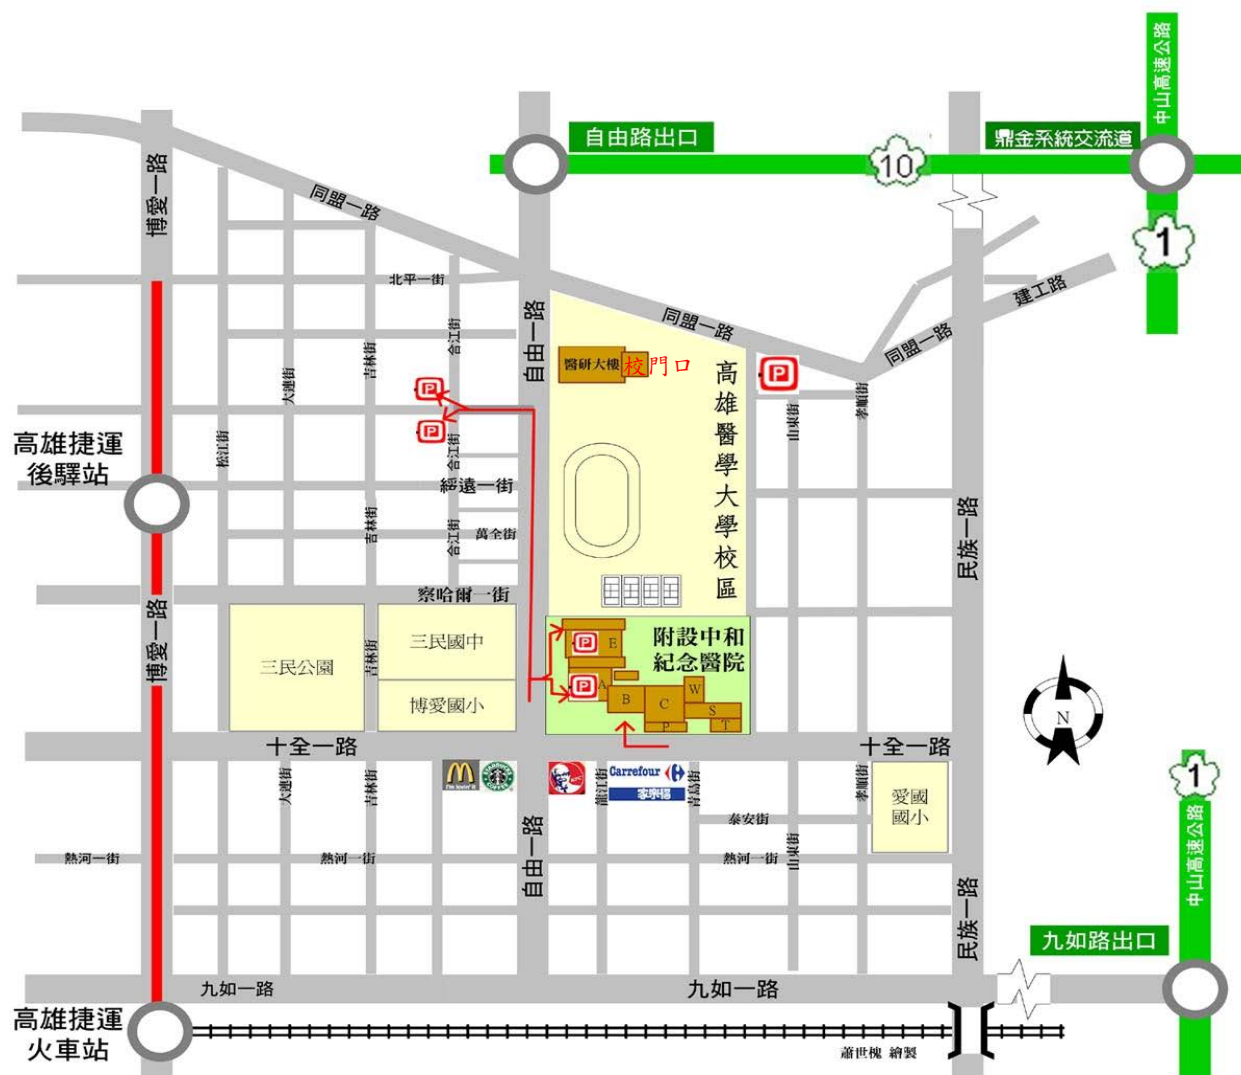 中山高速公路
自由路出口
鼎金系統交流道
10
1
博愛一路
同盟一路
北平一街
自由一路
同盟一路
建工路
同盟一路
合江街
吉林街
大連街
醫研大樓
校門口
P
高雄醫學大學校區
山東街
孝順街
P
P
松江街
高雄捷運
後驛站
合江街
綏遠一街
吉林街
合江街
萬全街
民族一路
察哈爾一街
博愛一路
三民公園
吉林街
三民國中
博愛國小
附設中和
紀念醫院
P
E
P
A
B
C
W
S
P
T
N
十全一路
十全一路
大連街
吉林街
M
i'm lovin' it
STARBUCKS COFFEE
KFC
龍江街
Carrefour
家樂福
青島街
孝順街
愛國
國小
1
中山高速公路
泰安街
山東街
熱河一街
熱河一街
熱河一街
自由一路
民族一路
九如路出口
九如一路
九如一路
高雄捷運
火車站
蕭世槐 繪製